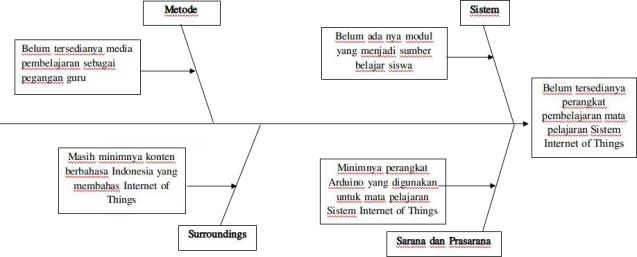 Metode
Sistem
Belum tersedianya media
pembelajaran sebagai
pegangan guru
Belum ada nya modul
yang menjadi sumber
belajar siswa
Belum tersedianya
perangkat
pembelajaran mata
pelajaran Sistem
Internet of Things
Masih minimnya konten
berbahasa Indonesia yang
membahas Internet of
Things
Minimnya perangkat
Arduino yang digunakan
untuk mata pelajaran
Sistem Internet of Things
Surroundings
Sarana dan Prasarana